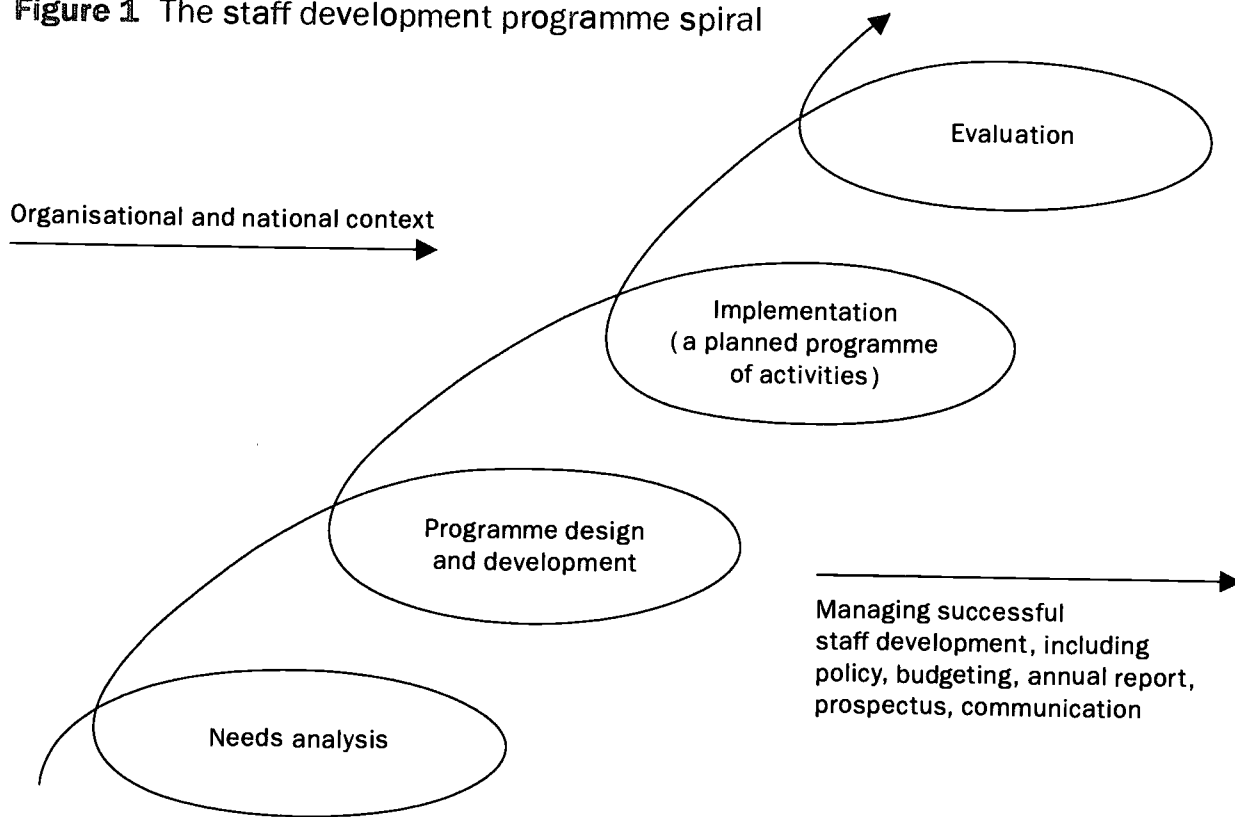 Figure 1 The staff development programme spiral
Evaluation
Organisational and national context
Implementation
(a planned programme
of activities)
Programme design
and development
Managing successful
staff development, including
policy, budgeting, annual report,
prospectus, communication
Needs analysis